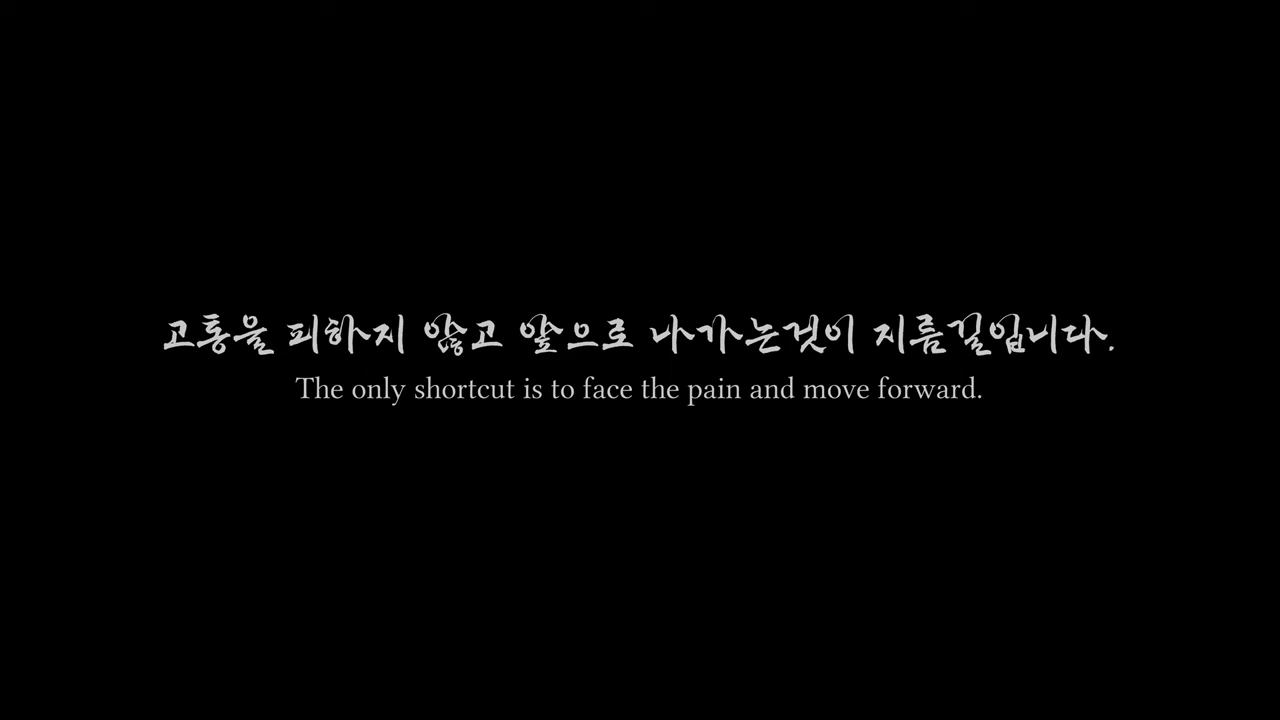 고통을 피하지 않고 앞으로 나가는것이 지름길입니다.
The only shortcut is to face the pain and move forward.